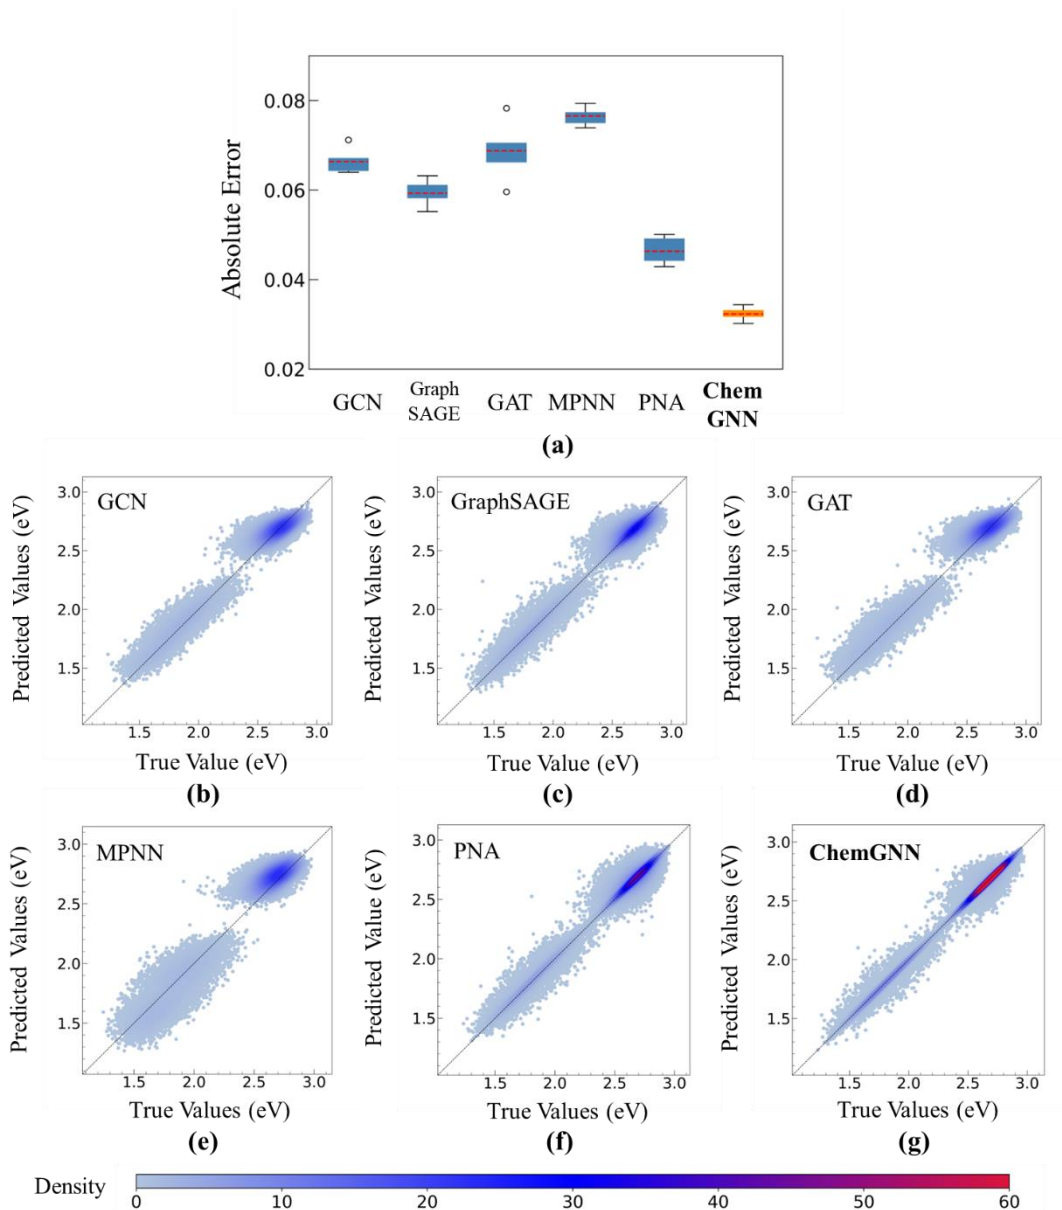 Absolute Error
0.08
0.06
0.04
0.02
GCN
Graph
SAGE
GAT
MPNN
PNA
Chem
GNN
(a)
Predicted Values (eV)
3.0
2.5
2.0
1.5
GCN
1.5 2.0 2.5 3.0
True Value (eV)
(b)
Predicted Values (eV)
3.0
2.5
2.0
1.5
GraphSAGE
1.5 2.0 2.5 3.0
True Value (eV)
(c)
Predicted Values (eV)
3.0
2.5
2.0
1.5
GAT
1.5 2.0 2.5 3.0
True Value (eV)
(d)
Predicted Values (eV)
3.0
2.5
2.0
1.5
MPNN
1.5 2.0 2.5 3.0
True Values (eV)
(e)
Predicted Value (eV)
3.0
2.5
2.0
1.5
PNA
1.5 2.0 2.5 3.0
True Values (eV)
(f)
Predicted Values (eV)
3.0
2.5
2.0
1.5
ChemGNN
1.5 2.0 2.5 3.0
True Values (eV)
(g)
Density
0 10 20 30 40 50 60